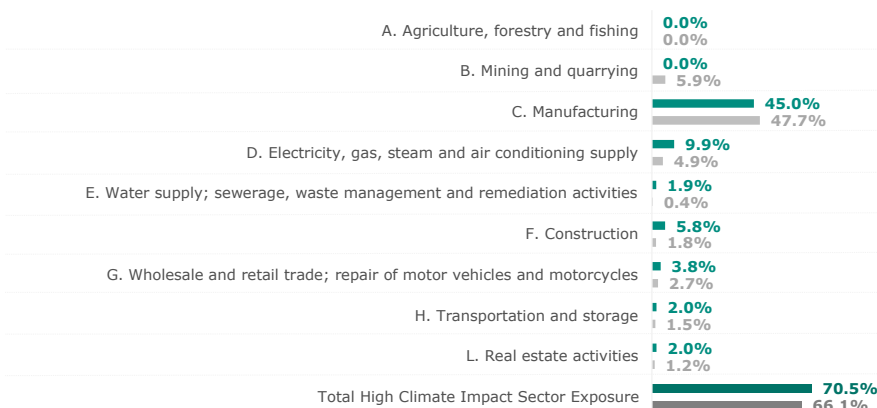 A. Agriculture, forestry and fishing
0.0%
0.0%
B. Mining and quarrying
0.0%
5.9%
C. Manufacturing
45.0%
47.7%
D. Electricity, gas, steam and air conditioning supply
9.9%
4.9%
E. Water supply; sewerage, waste management and remediation activities
1.9%
0.4%
F. Construction
5.8%
1.8%
G. Wholesale and retail trade; repair of motor vehicles and motorcycles
3.8%
2.7%
H. Transportation and storage
2.0%
1.5%
L. Real estate activities
2.0%
1.2%
Total High Climate Impact Sector Exposure
70.5%
66.1%